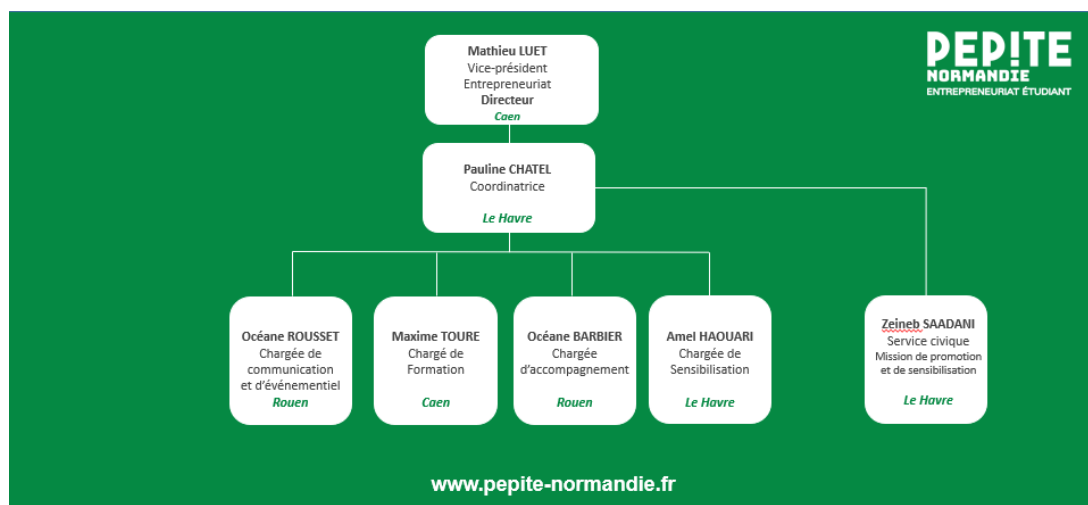 Mathieu LUET
Vice-président
Entrepreneuriat
Directeur
Caen
PEP!TE
NORMANDIE
ENTREPRENEURIAT ÉTUDIANT
Pauline CHATEL
Coordinatrice
Le Havre
Océane ROUSSET
Chargée de
communication
et d'événementiel
Rouen
Maxime TOURE
Chargé de
Formation
Caen
Océane BARBIER
Chargée
d'accompagnement
Rouen
Amel HAOUARI
Chargée de
Sensibilisation
Le Havre
Zeineb SAADANI
Service civique
Mission de promotion
et de sensibilisation
Le Havre
www.pepite-normandie.fr